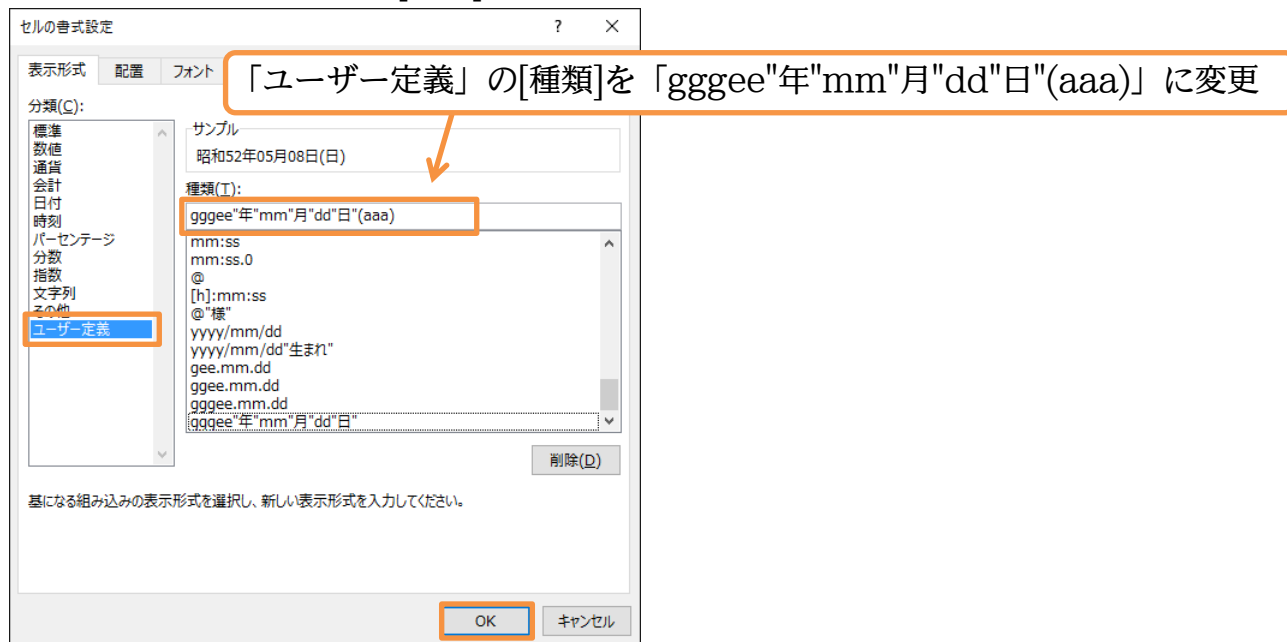 セルの書式設定 ? ×
表示形式 配置 フォント
「ユーザー定義」の[種類]を「gggee"年"mm"月"dd"日"(aaa)」に変更
分類(C):
標準
数値
通貨
会計
日付
時刻
パーセンテージ
分数
指数
文字列
その他
ユーザー定義
サンプル
昭和52年05月08日(日)
種類(T):
gggee"年"mm"月"dd"日"(aaa)
mm:ss
mm:ss.0
@
[h]:mm:ss
@"様"
yyyy/mm/dd
yyyy/mm/dd"生まれ"
gee.mm.dd
ggee.mm.dd
gggee.mm.dd
gggee"年"mm"月"dd"日"
削除(D)
基になる組み込みの表示形式を選択し、新しい表示形式を入力してください。
OK キャンセル